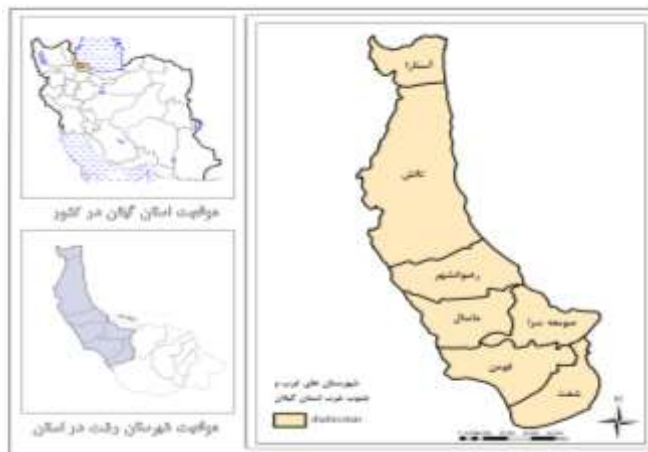 آستارا
تالش
رضوانشهر
ماسال
صومعه سرا
فومن
شفت
شهرستان های غرب و
جنوب غرب استان گیلان
موقعیت استان گیلان در کشور
موقعیت شهرستان رشت در استان